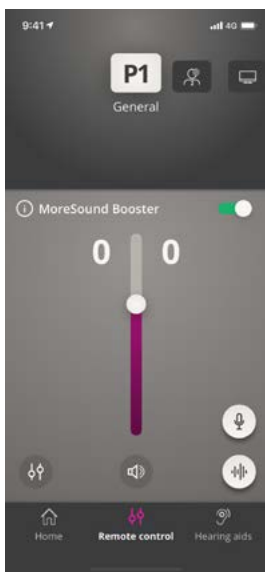 9:41
4G
P1
General
MoreSound Booster
0 0
Home Remote control Hearing aids